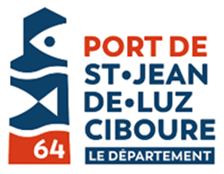 PORT DE
ST•JEAN
DE•LUZ
CIBOURE
64
LE DÉPARTEMENT